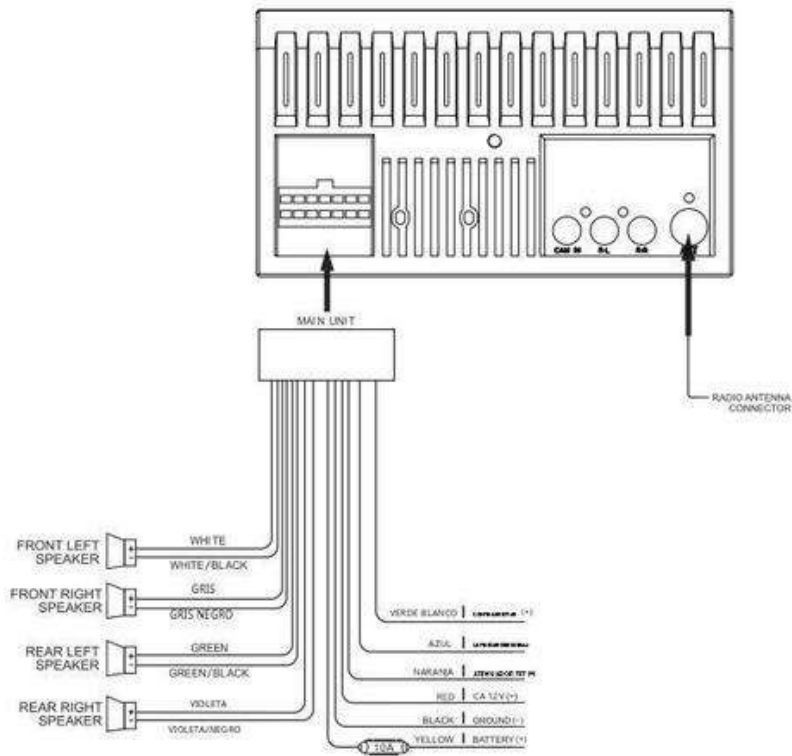 CAM IN
R-L
R-R
MAIN UNIT
RADIO ANTENNA
CONNECTOR
FRONT LEFT
SPEAKER
+
-
WHITE
WHITE/BLACK
FRONT RIGHT
SPEAKER
+
-
GRIS
GRIS NEGRO
REAR LEFT
SPEAKER
+
-
GREEN
GREEN/BLACK
REAR RIGHT
SPEAKER
+
-
VIOLETA
VIOLETA/NEGRO
VERDE BLANCO | (+)
AZUL |
NARANJA |
RED | CA 12V (+)
BLACK | GROUND (-)
10A
YELLOW | BATTERY (+)